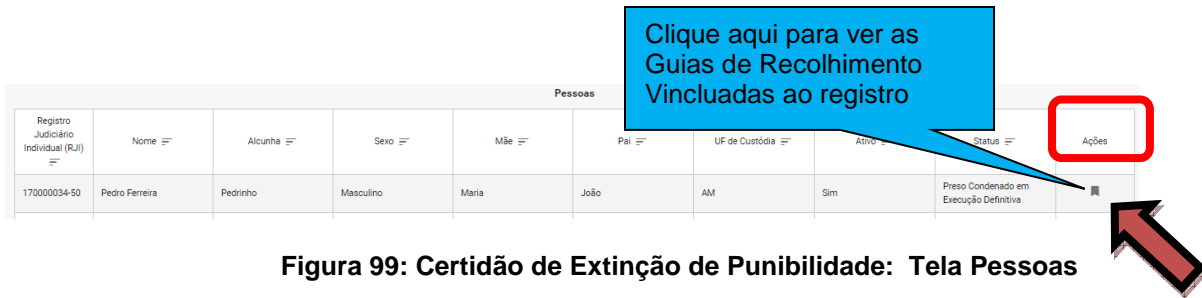 Clique aqui para ver as
Guias de Recolhimento
Vincluadas ao registro
Pessoas
Registro
Judiciário
Individual (RJI)
Nome
Alcunha
Sexo
Mãe
Pai
UF de Custódia
Ativo
Status
Ações
170000034-50
Pedro Ferreira
Pedrinho
Masculino
Maria
João
AM
Sim
Preso Condenado em
Execução Definitiva
Figura 99: Certidão de Extinção de Punibilidade: Tela Pessoas